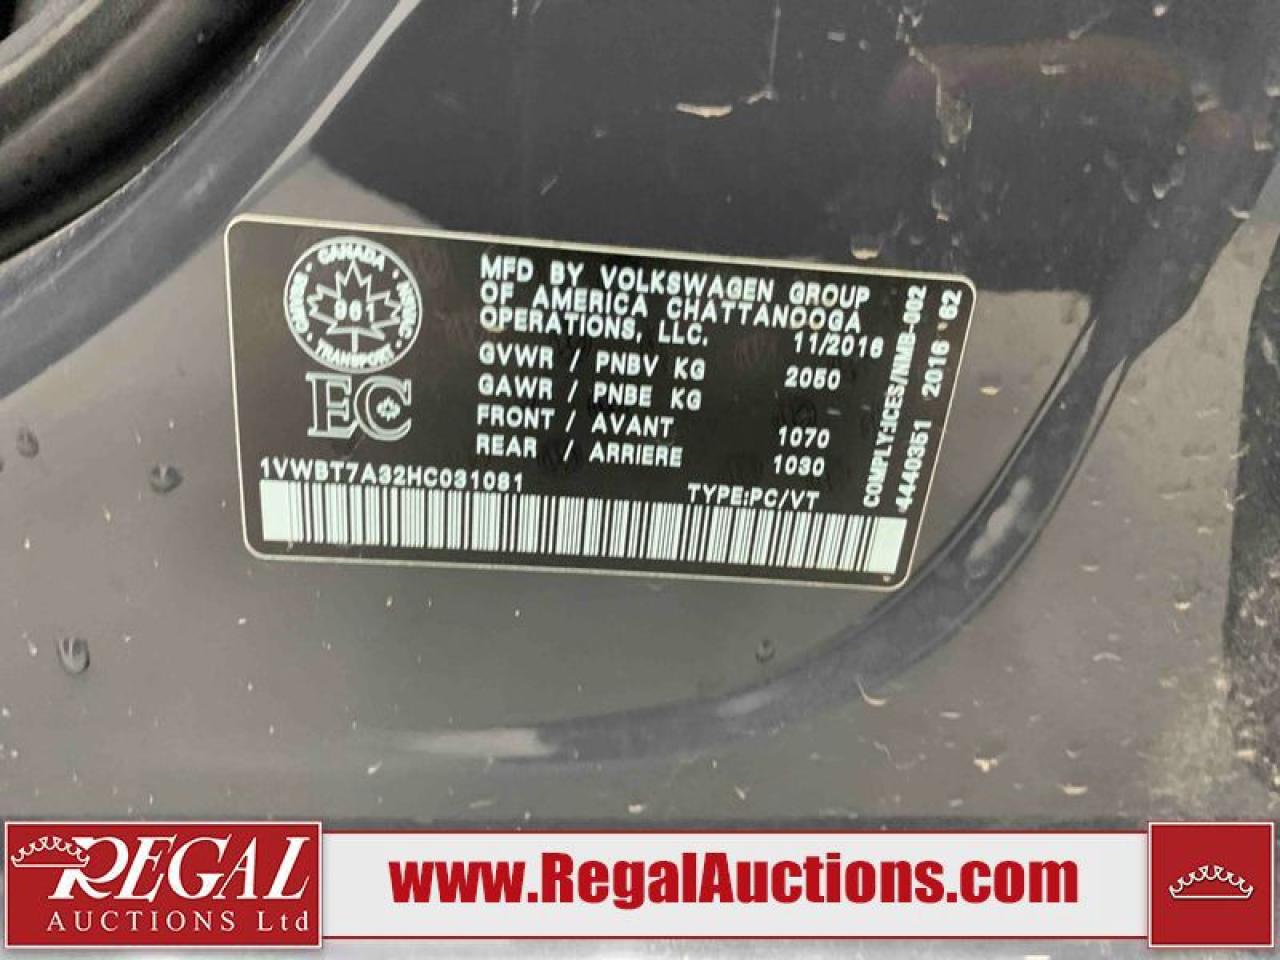 CANADA
961
TRANSPORT
NSVAC
CMVSS
EC
MFD BY VOLKSWAGEN GROUP
OF AMERICA CHATTANOOGA
OPERATIONS, LLC.
11/2016
GVWR / PNBV KG 2050
GAWR / PNBE KG
FRONT / AVANT 1070
REAR / ARRIERE 1030
1VWBT7A32HC031081
TYPE:PC/VT
COMPLY:ICES/NMB-002
4440351 2016 '62
REGAL
AUCTIONS Ltd
www.RegalAuctions.com